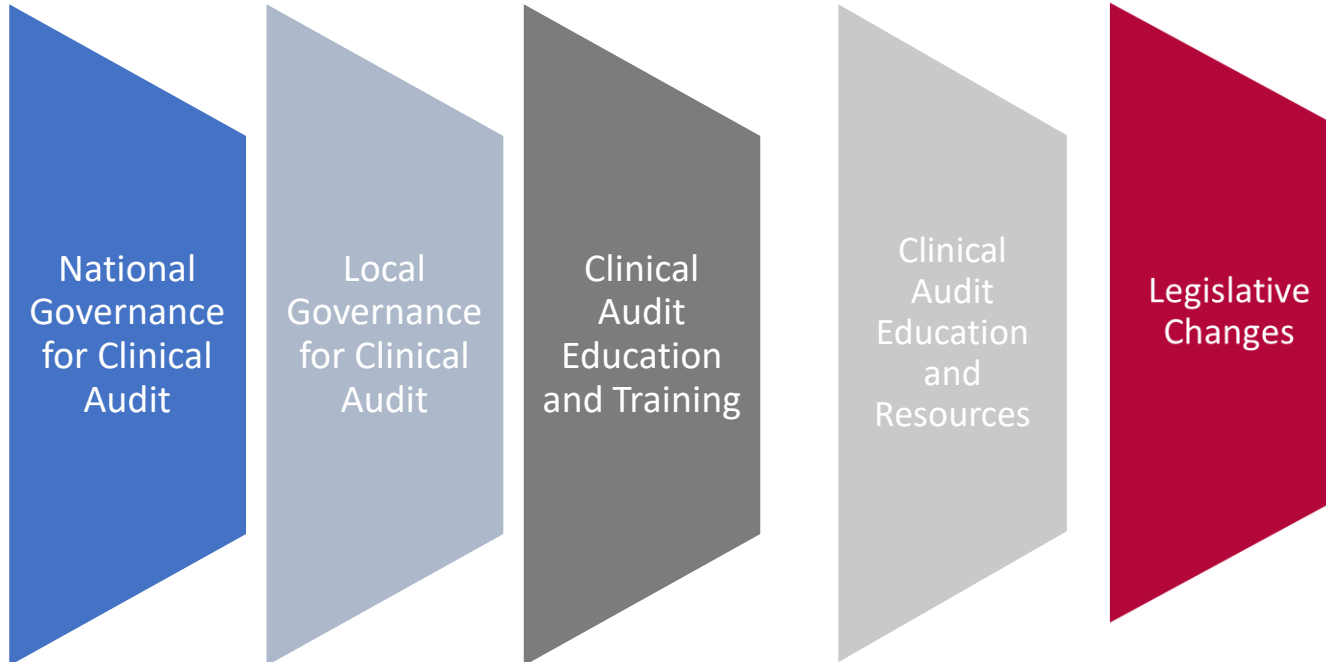 National
Governance
for Clinical
Audit
Local
Governance
for Clinical
Audit
Clinical
Audit
Education
and Training
Clinical
Audit
Education
and
Resources
Legislative
Changes